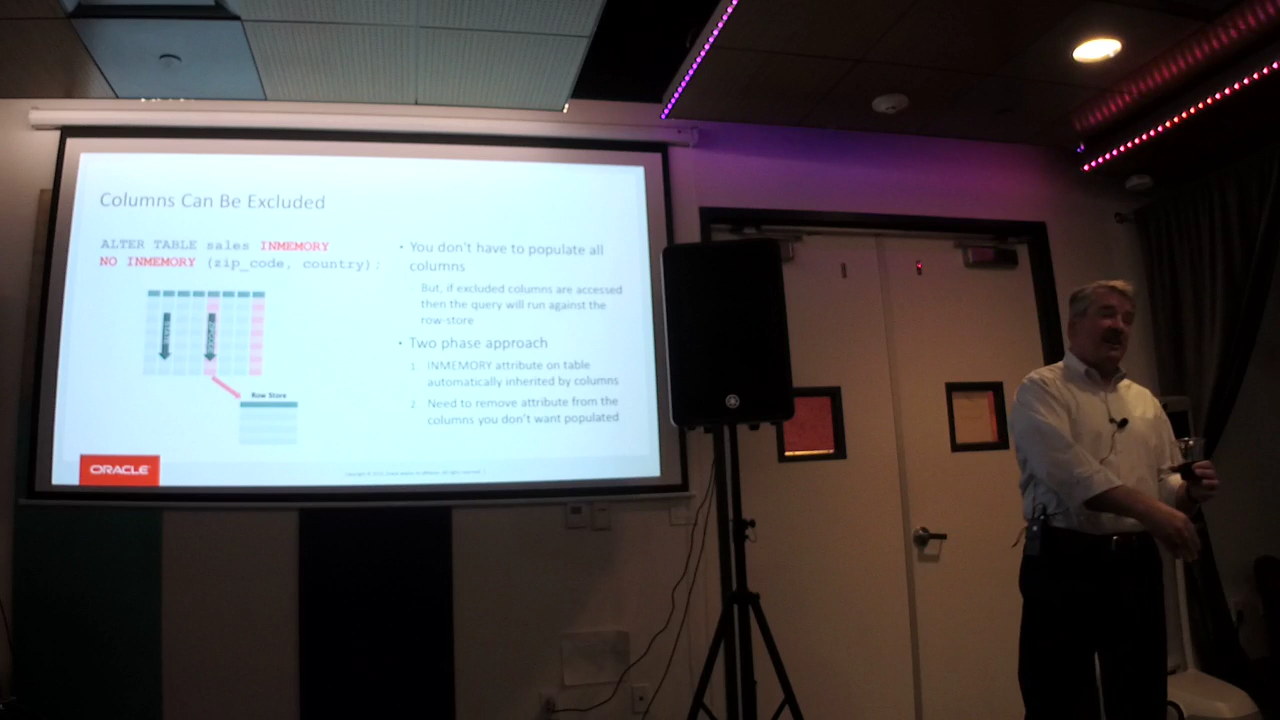 Columns Can Be Excluded
ALTER TABLE sales INMEMORY
NO INMEMORY (zip_code, country);
• You don't have to populate all
columns
But, if excluded columns are accessed
then the query will run against the
row-store
• Two phase approach
1. INMEMORY attribute on table
automatically inherited by columns
2. Need to remove attribute from the
columns you don't want populated
Row Store
ORACLE